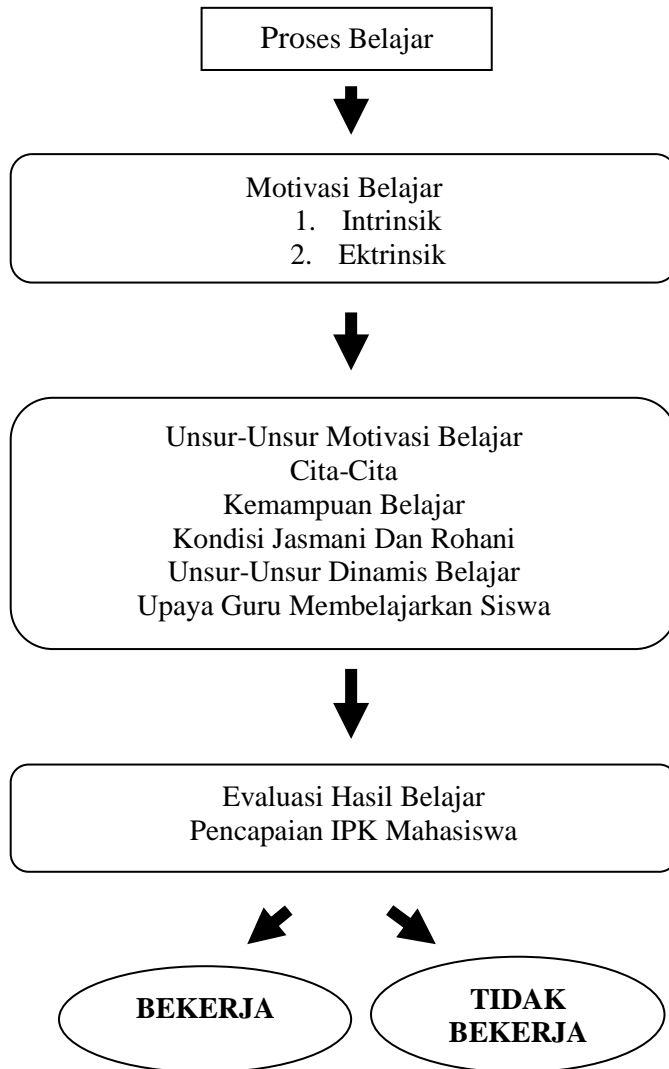 Proses Belajar
Motivasi Belajar
1. Intrinsik
2. Ektrinsik
Unsur-Unsur Motivasi Belajar
Cita-Cita
Kemampuan Belajar
Kondisi Jasmani Dan Rohani
Unsur-Unsur Dinamis Belajar
Upaya Guru Membelajarkan Siswa
Evaluasi Hasil Belajar
Pencapaian IPK Mahasiswa
BEKERJA
TIDAK
BEKERJA